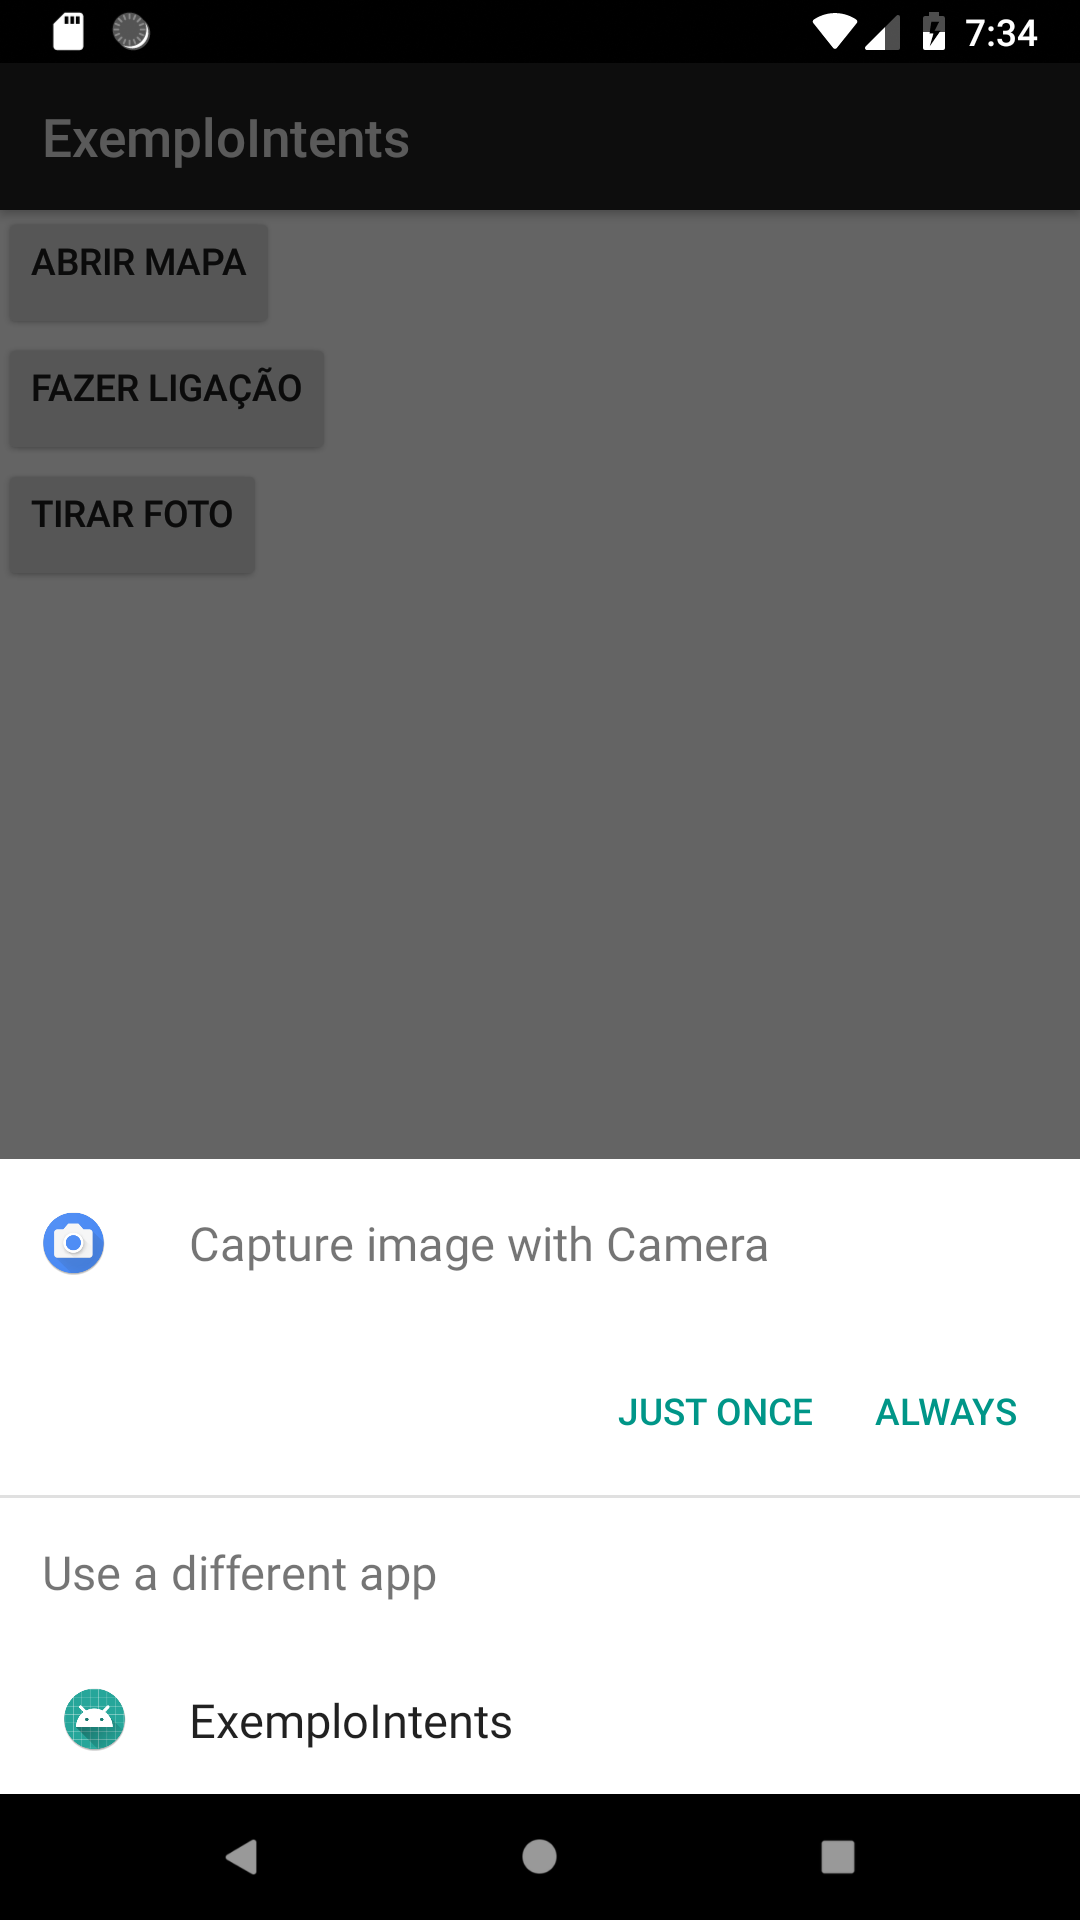 7:34
ExemploIntents
ABRIR MAPA
FAZER LIGAÇÃO
TIRAR FOTO
Capture image with Camera
JUST ONCE ALWAYS
Use a different app
ExemploIntents